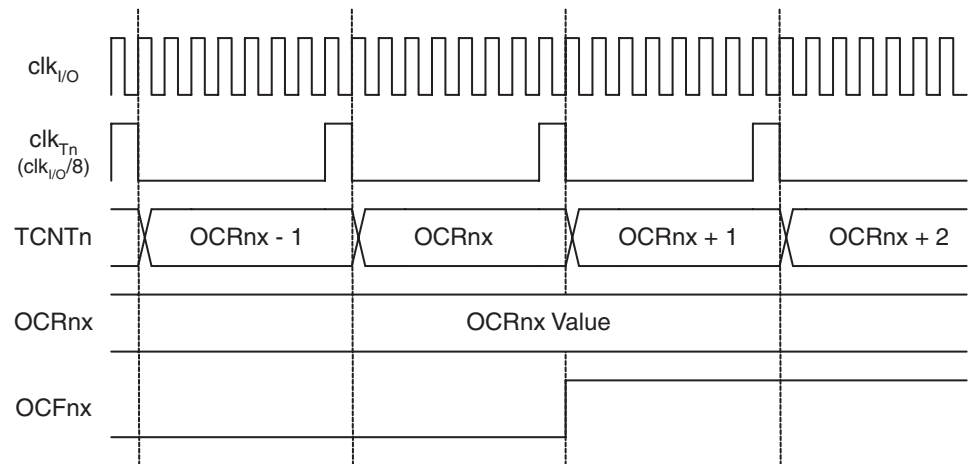 clkI/O
clkTn
(clkI/O/8)
TCNTn OCRnx - 1 OCRnx OCRnx + 1 OCRnx + 2
OCRnx OCRnx Value
OCFnx